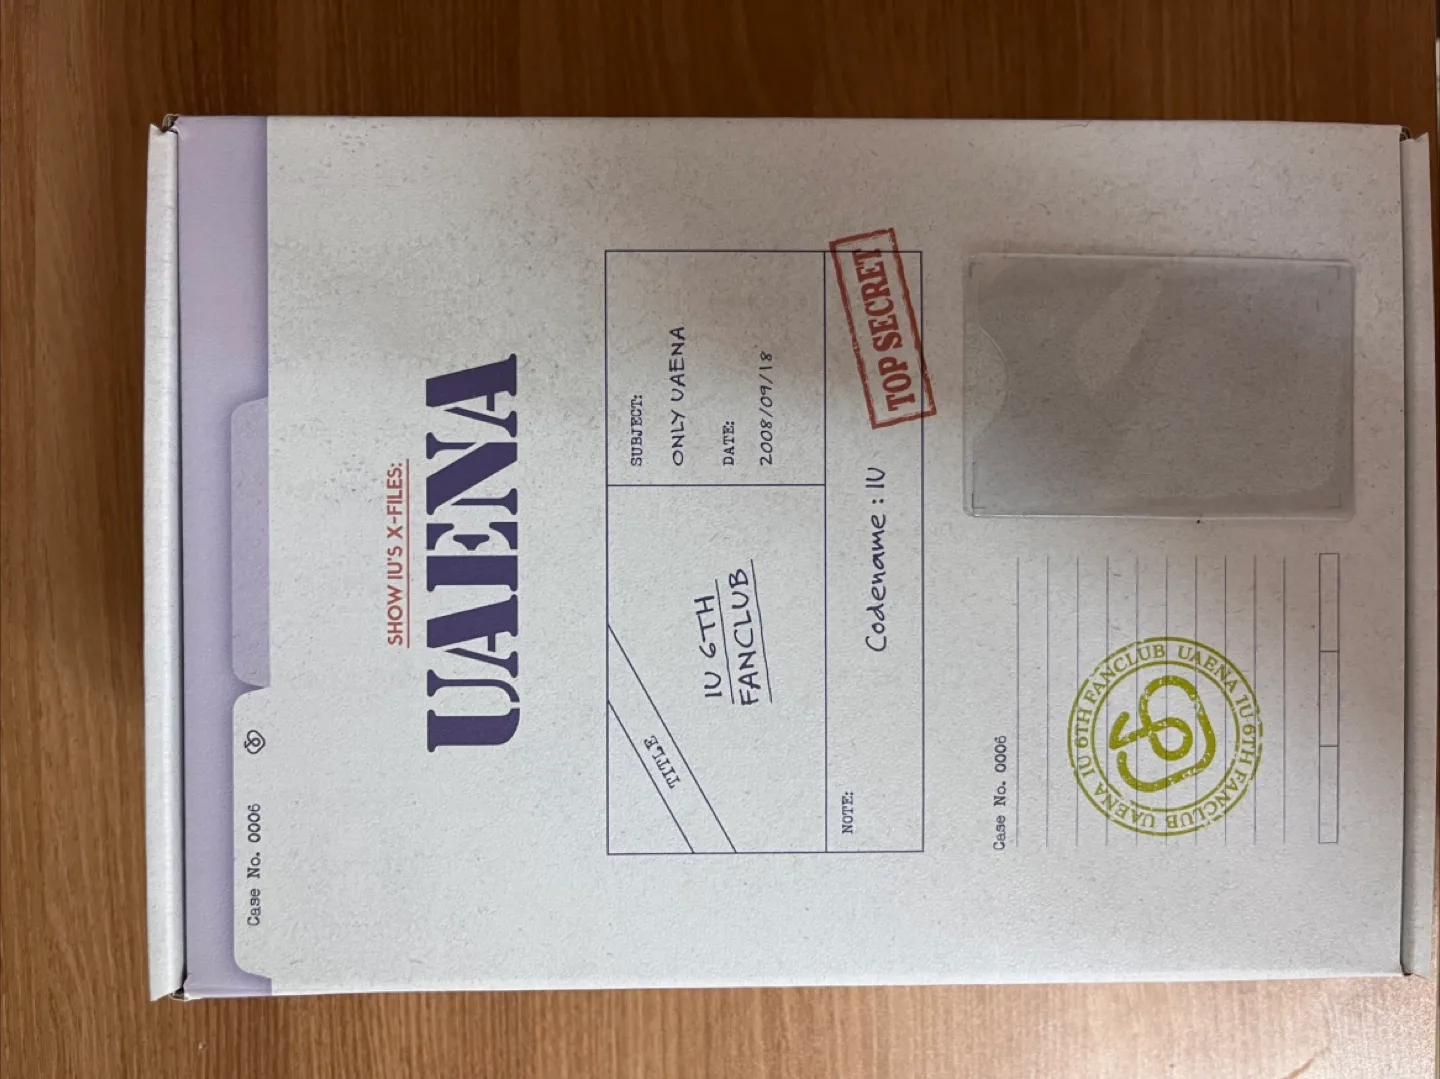 Case No. 0006
SHOW IU'S X-FILES:
UAENA
TITLE
IU 6TH
FANCLUB
SUBJECT:
ONLY UAENA
DATE:
2008/09/18
NOTE:
Codename : IU
TOP SECRET
Case No. 0006
UAENA IU 6TH FANCLUB UAENA IU 6TH FANCLUB